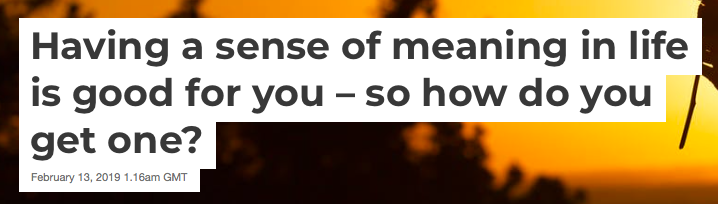 Having a sense of meaning in life
is good for you – so how do you
get one?
February 13, 2019 1.16am GMT